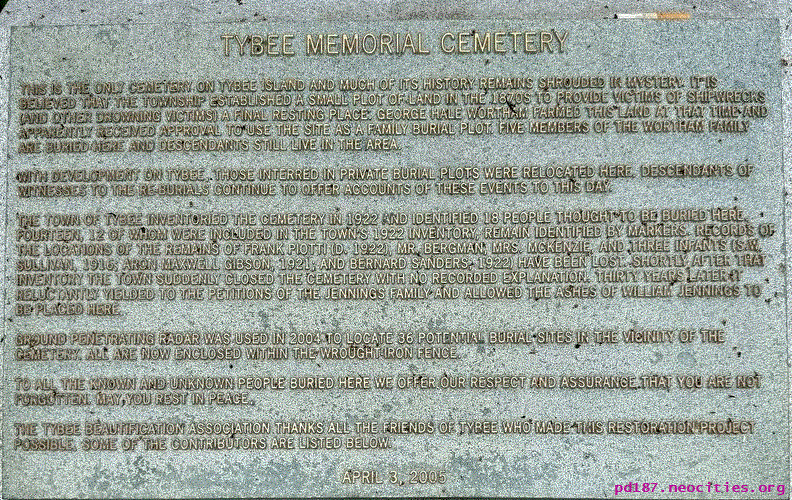 TYBEE MEMORIAL CEMETERY
THIS IS THE ONLY CEMETERY ON TYBEE ISLAND AND MUCH OF ITS HISTORY REMAINS SHROUDED IN MYSTERY. IT IS
BELIEVED THAT THE TOWNSHIP ESTABLISHED A SMALL PLOT OF LAND IN THE 1870'S TO PROVIDE VICTIMS OF SHIPWRECKS
(AND OTHER DROWNING VICTIMS) A FINAL RESTING PLACE. GEORGE HALE WORTHAM FARMED THIS LAND AT THAT TIME AND
APPARENTLY RECEIVED APPROVAL TO USE THE SITE AS A FAMILY BURIAL PLOT. FIVE MEMBERS OF THE WORTHAM FAMILY
ARE BURIED HERE AND DESCENDANTS STILL LIVE IN THE AREA.
WITH DEVELOPMENT ON TYBEE, THOSE INTERRED IN PRIVATE BURIAL PLOTS WERE RELOCATED HERE. DESCENDANTS OF
WITNESSES TO THE RE-BURIALS CONTINUE TO OFFER ACCOUNTS OF THESE EVENTS TO THIS DAY.
THE TOWN OF TYBEE INVENTORIED THE CEMETERY IN 1922 AND IDENTIFIED 18 PEOPLE THOUGHT TO BE BURIED HERE.
FOURTEEN, 12 OF WHOM WERE INCLUDED IN THE TOWN'S 1922 INVENTORY, REMAIN IDENTIFIED BY MARKERS. RECORDS OF
THE LOCATIONS OF THE REMAINS OF FRANK PIOTTI (D. 1922), MR. BERGMAN, MRS. MCKENZIE, AND THREE INFANTS (S.W.
SULLIVAN, 1916; ARON MAXWELL GIBSON, 1921; AND BERNARD SANDERS, 1922) HAVE BEEN LOST. SHORTLY AFTER THAT
INVENTORY THE TOWN SUDDENLY CLOSED THE CEMETERY WITH NO RECORDED EXPLANATION. THIRTY YEARS LATER IT
RELUCTANTLY YIELDED TO THE PETITIONS OF THE JENNINGS FAMILY AND ALLOWED THE ASHES OF WILLIAM JENNINGS TO
BE PLACED HERE.
GROUND PENETRATING RADAR WAS USED IN 2004 TO LOCATE 36 POTENTIAL BURIAL SITES IN THE VICINITY OF THE
CEMETERY. ALL ARE NOW ENCLOSED WITHIN THE WROUGHT IRON FENCE.
TO ALL THE KNOWN AND UNKNOWN PEOPLE BURIED HERE WE OFFER OUR RESPECT AND ASSURANCE THAT YOU ARE NOT
FORGOTTEN. MAY YOU REST IN PEACE.
THE TYBEE BEAUTIFICATION ASSOCIATION THANKS ALL THE FRIENDS OF TYBEE WHO MADE THIS RESTORATION PROJECT
POSSIBLE. SOME OF THE CONTRIBUTORS ARE LISTED BELOW.
APRIL 3, 2005
pd187.neocities.org